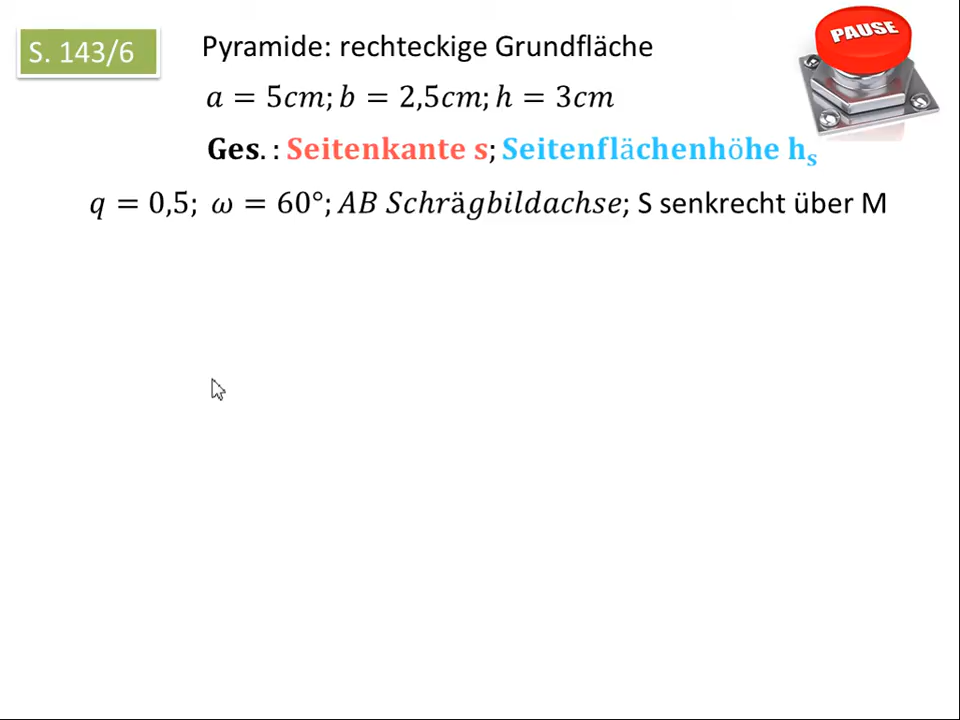 S. 143/6
Pyramide: rechteckige Grundfläche
PAUSE
a = 5cm; b = 2,5cm; h = 3cm
Ges. : Seitenkante s; Seitenflächenhöhe hₛ
q = 0,5; ω = 60°; AB Schrägbildachse; S senkrecht über M